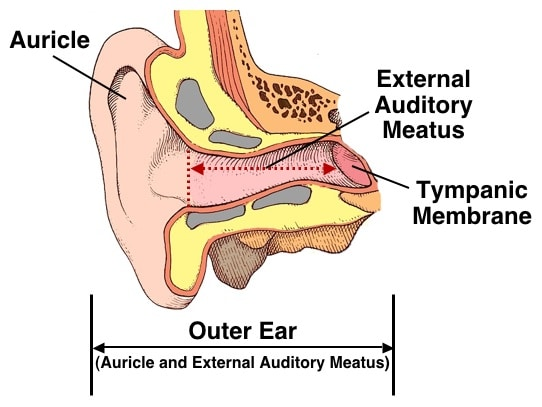 Auricle
External
Auditory
Meatus
Tympanic
Membrane
Outer Ear
(Auricle and External Auditory Meatus)